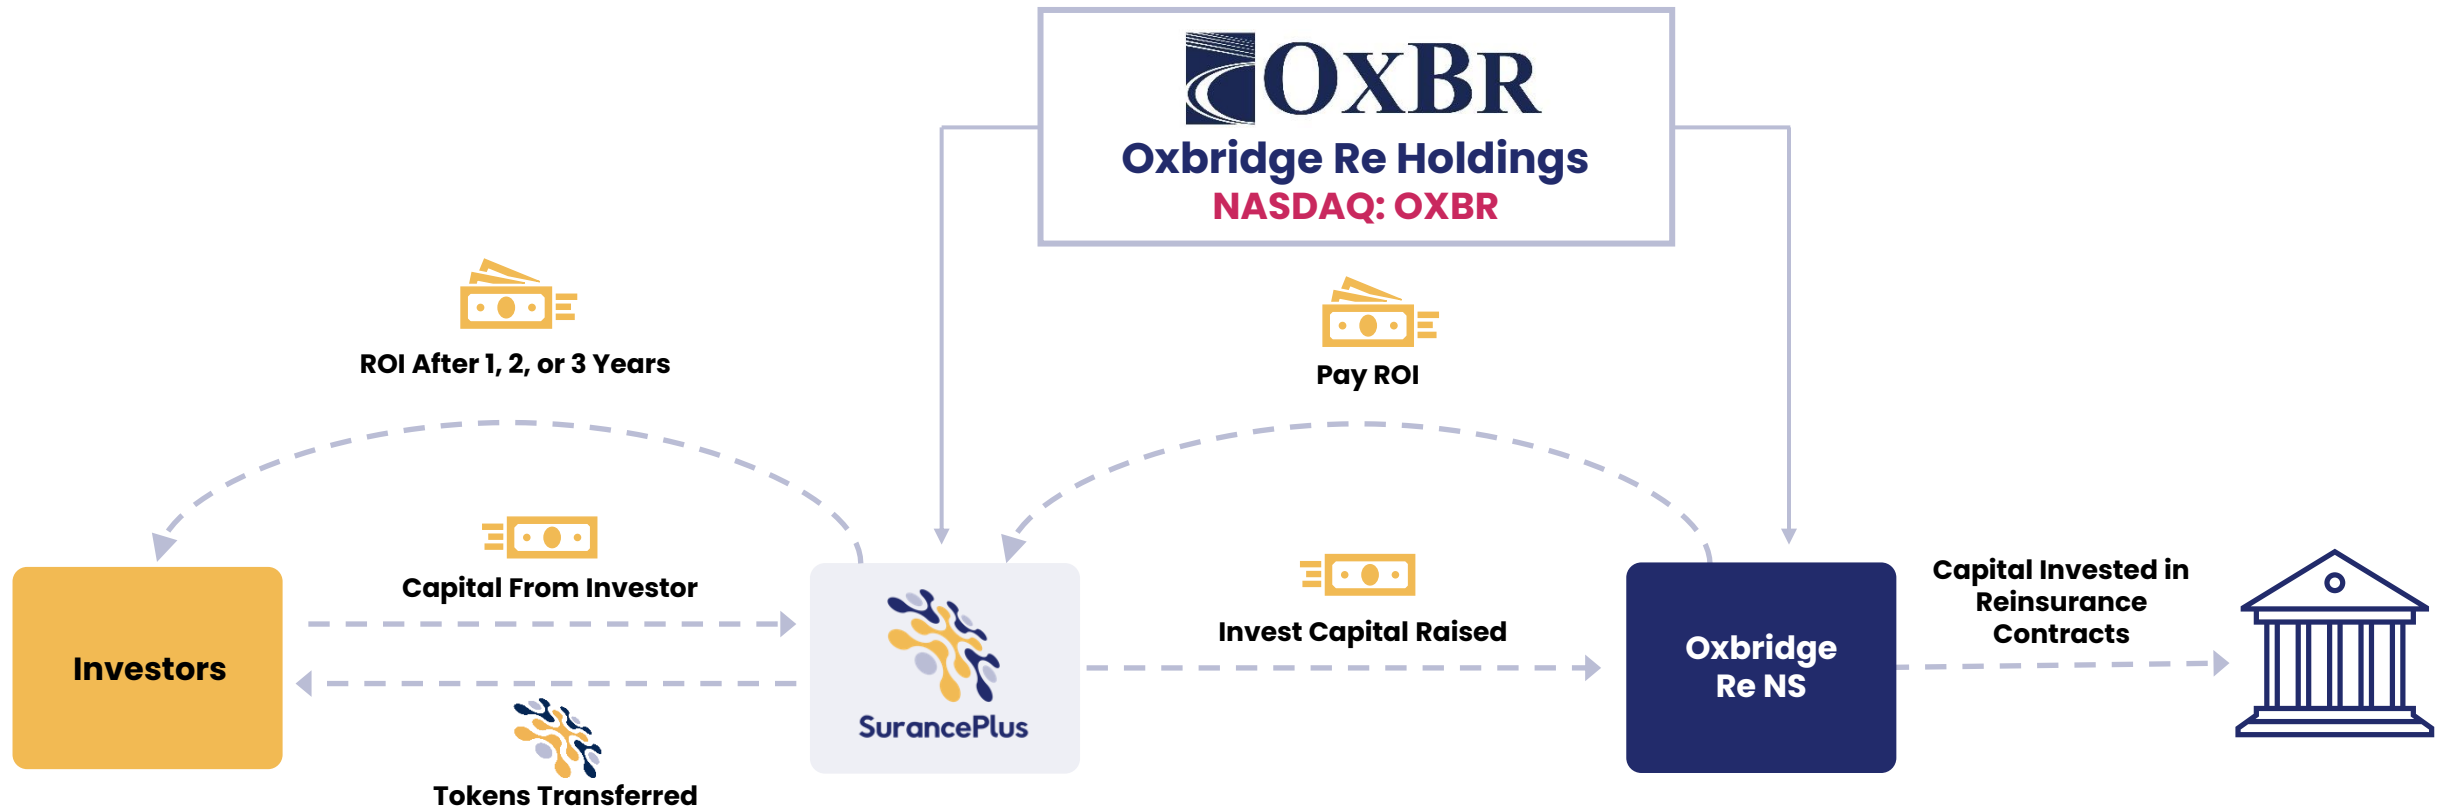 OXBR
Oxbridge Re Holdings
NASDAQ: OXBR
ROI After 1, 2, or 3 Years
Pay ROI
Capital From Investor
Invest Capital Raised
Capital Invested in
Reinsurance
Contracts
Investors
SurancePlus
Oxbridge
Re NS
Tokens Transferred